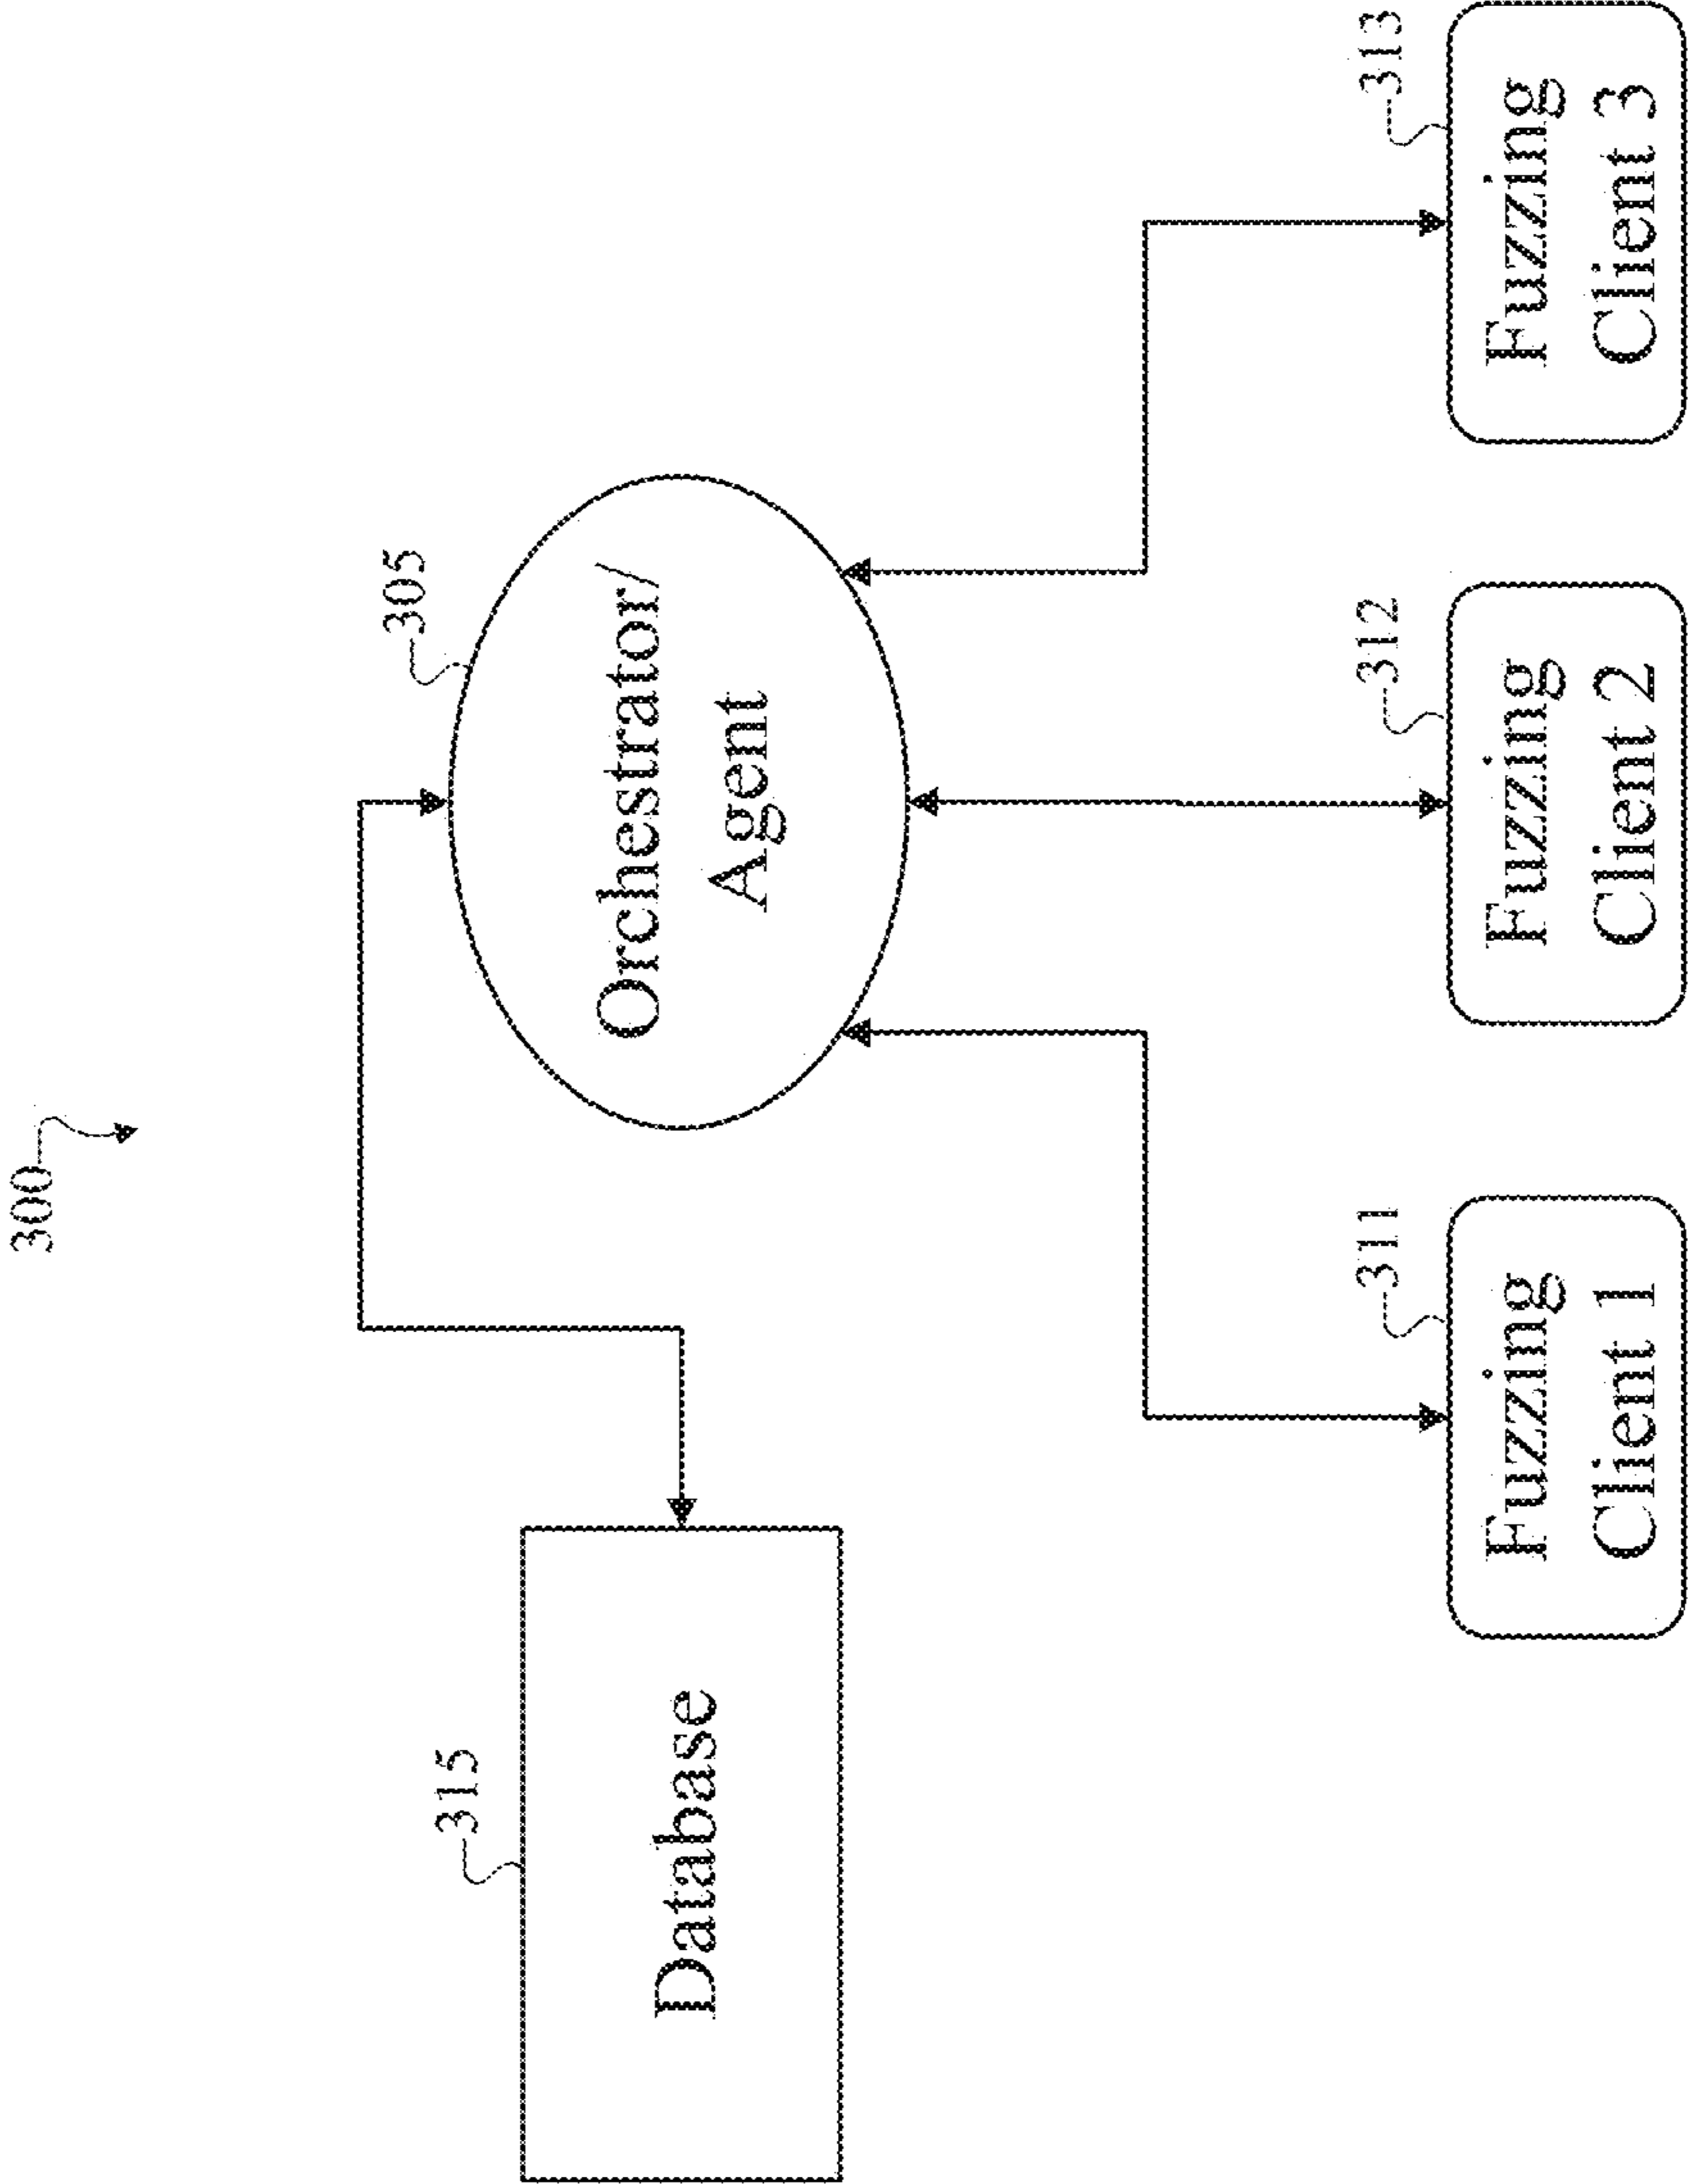 300
305
Orchestrator/
Agent
315
Database
311
Fuzzing
Client 1
312
Fuzzing
Client 2
313
Fuzzing
Client 3